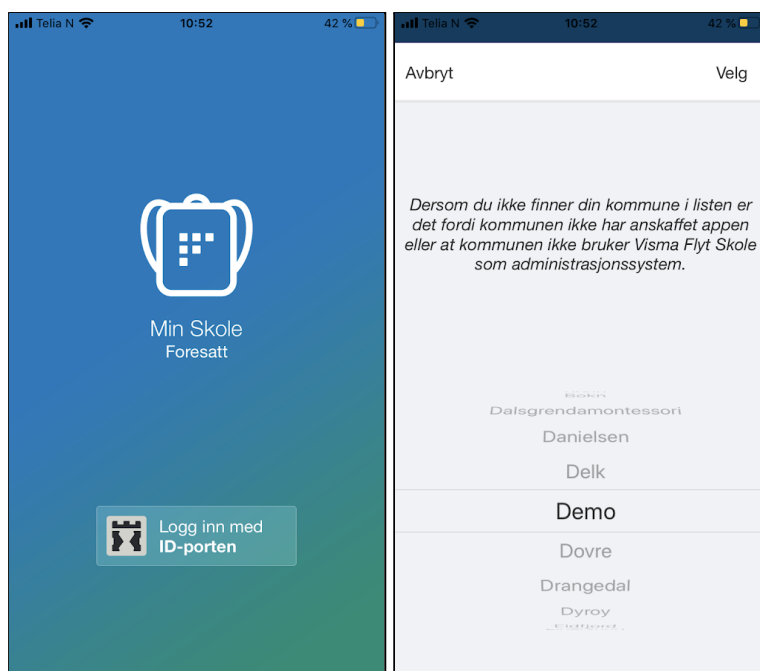 Telia N
10:52
42 %
Min Skole
Foresatt
Logg inn med
ID-porten
Telia N
10:52
42 %
Avbryt
Velg
Dersom du ikke finner din kommune i listen er
det fordi kommunen ikke har anskaffet appen
eller at kommunen ikke bruker Visma Flyt Skole
som administrasjonssystem.
Bokn
Dalsgrendamontessori
Danielsen
Delk
Demo
Dovre
Drangedal
Dyroy
Eidfjord